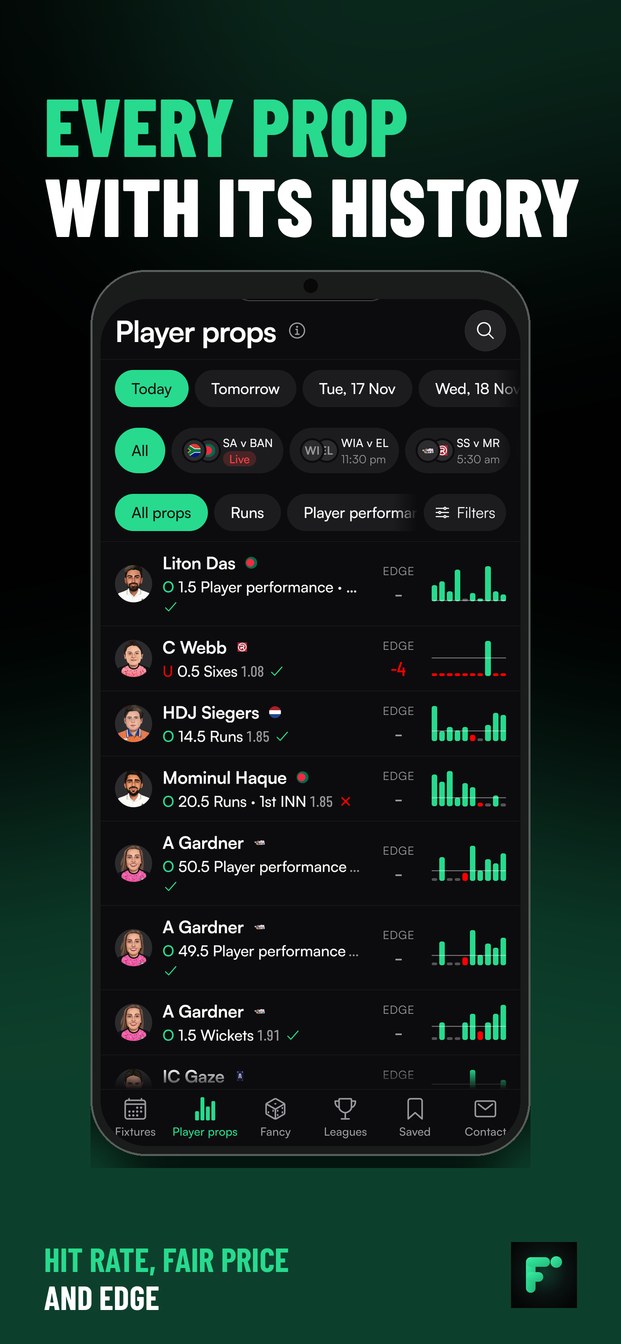 EVERY PROP
WITH ITS HISTORY
Player props
Today Tomorrow Tue, 17 Nov Wed, 18 Nov
All SA v BAN Live WIA v EL 11:30 pm SS v MR 5:30 am
All props Runs Player performan Filters
Liton Das EDGE
O 1.5 Player performance · ... –
C Webb EDGE
U 0.5 Sixes 1.08 -4
HDJ Siegers EDGE
O 14.5 Runs 1.85 –
Mominul Haque EDGE
O 20.5 Runs · 1st INN 1.85 –
A Gardner EDGE
O 50.5 Player performance ... –
A Gardner EDGE
O 49.5 Player performance ... –
A Gardner EDGE
O 1.5 Wickets 1.91 –
IC Gaze EDGE
Fixtures Player props Fancy Leagues Saved Contact
HIT RATE, FAIR PRICE
AND EDGE
F